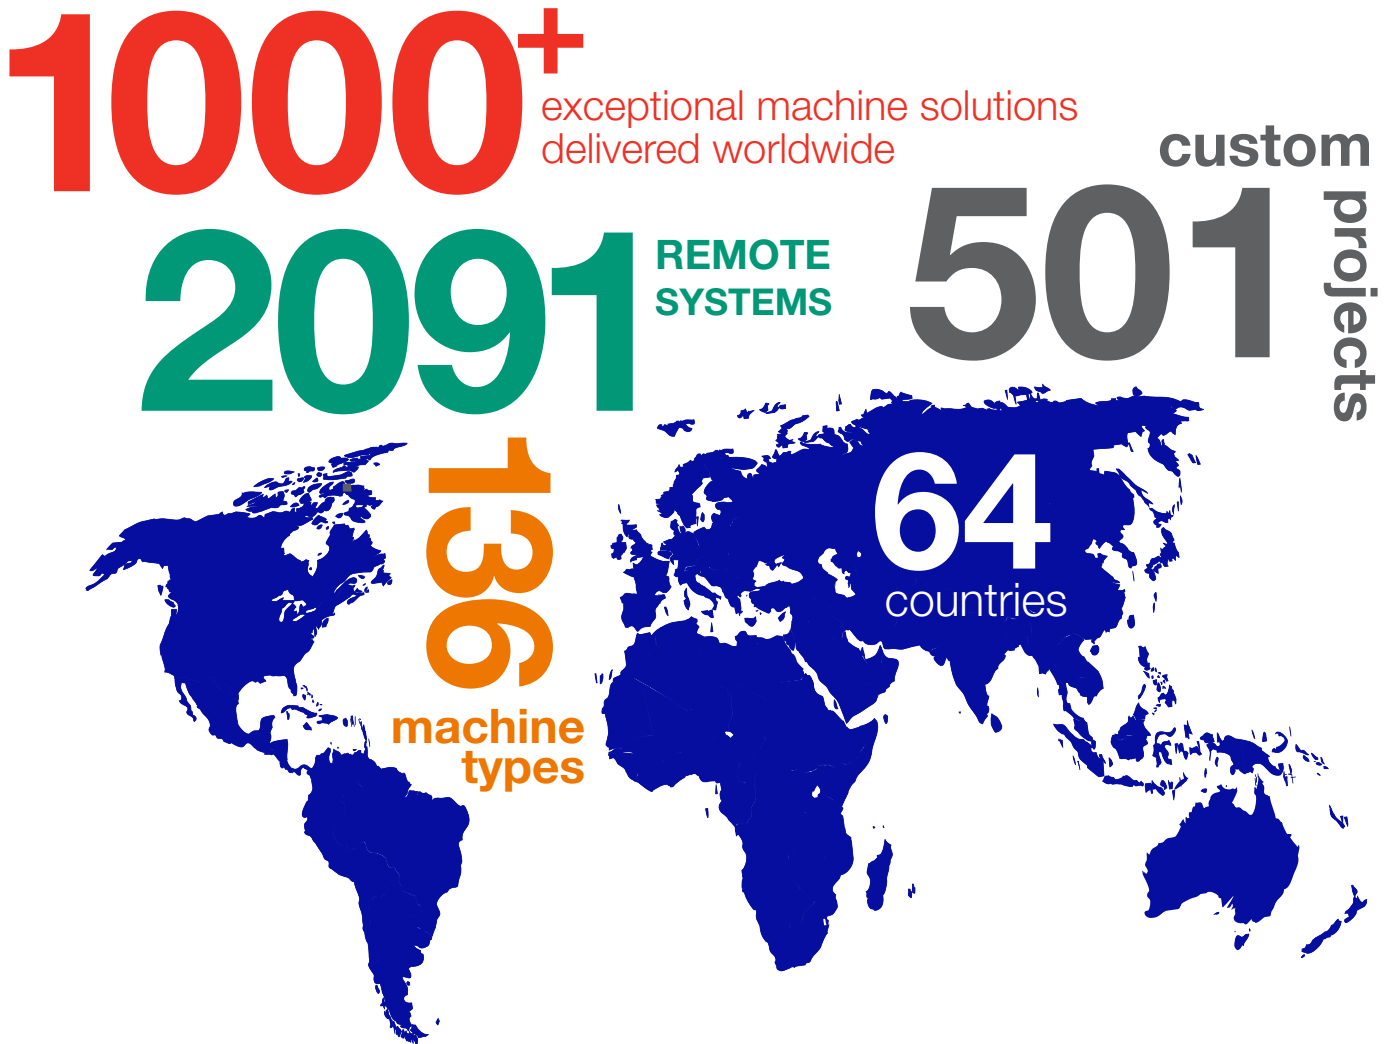 1000+
exceptional machine solutions
delivered worldwide
custom
501
projects
2091
REMOTE
SYSTEMS
136
machine
types
64
countries